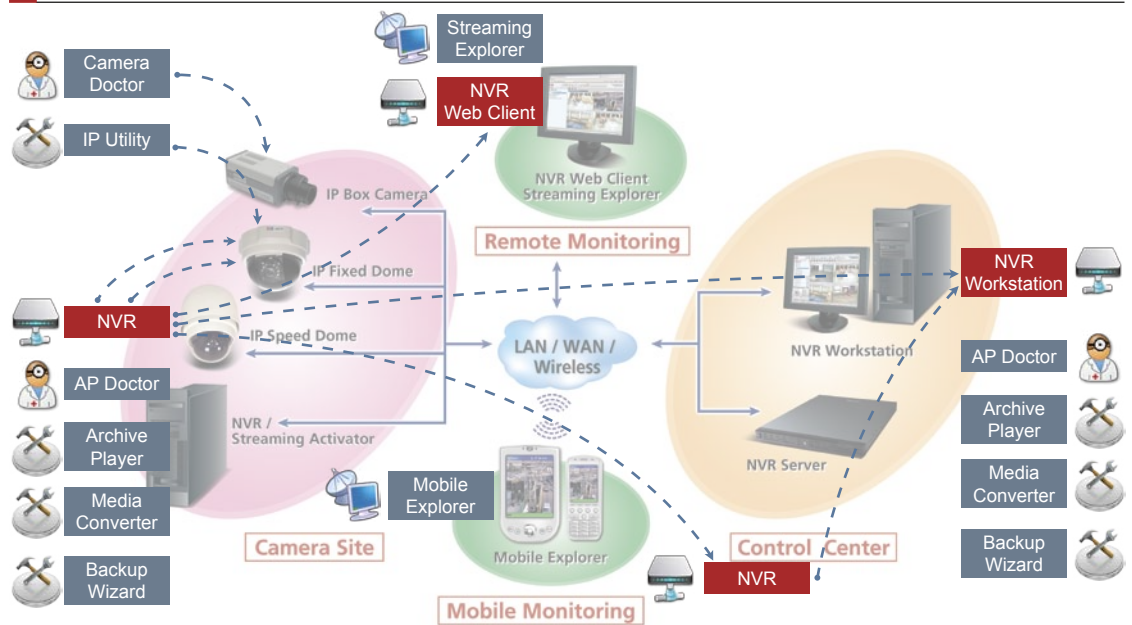 Streaming
Explorer
Camera
Doctor
NVR
Web Client
IP Utility
NVR Web Client
Streaming Explorer
IP Box Camera
Remote Monitoring
IP Fixed Dome
NVR
Workstation
NVR
IP Speed Dome
LAN / WAN /
Wireless
NVR Workstation
AP Doctor
AP Doctor
NVR /
Streaming Activator
Archive
Player
Archive
Player
NVR Server
Mobile
Explorer
Media
Converter
Media
Converter
Camera Site
Mobile Explorer
Control Center
Backup
Wizard
NVR
Backup
Wizard
Mobile Monitoring